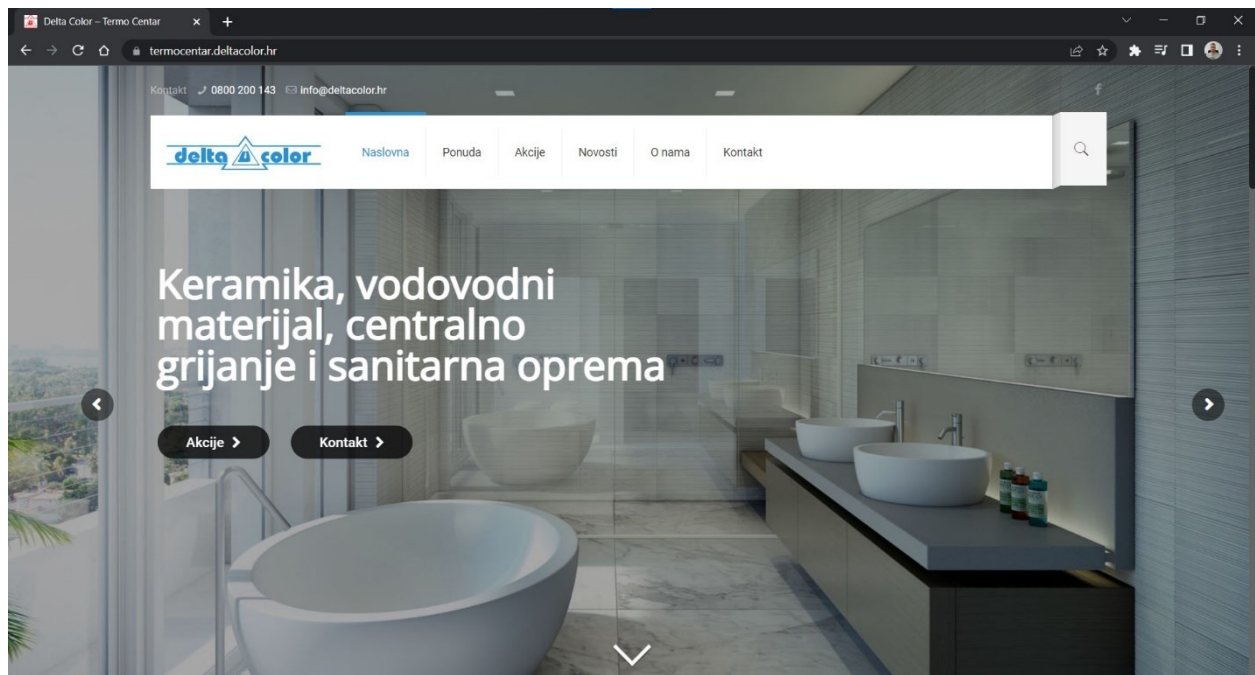 Delta Color – Termo Centar
termocentar.deltacolor.hr
Kontakt 0800 200 143 info@deltacolor.hr
delta color Naslovna Ponuda Akcije Novosti O nama Kontakt
Keramika, vodovodni
materijal, centralno
grijanje i sanitarna oprema
Akcije Kontakt